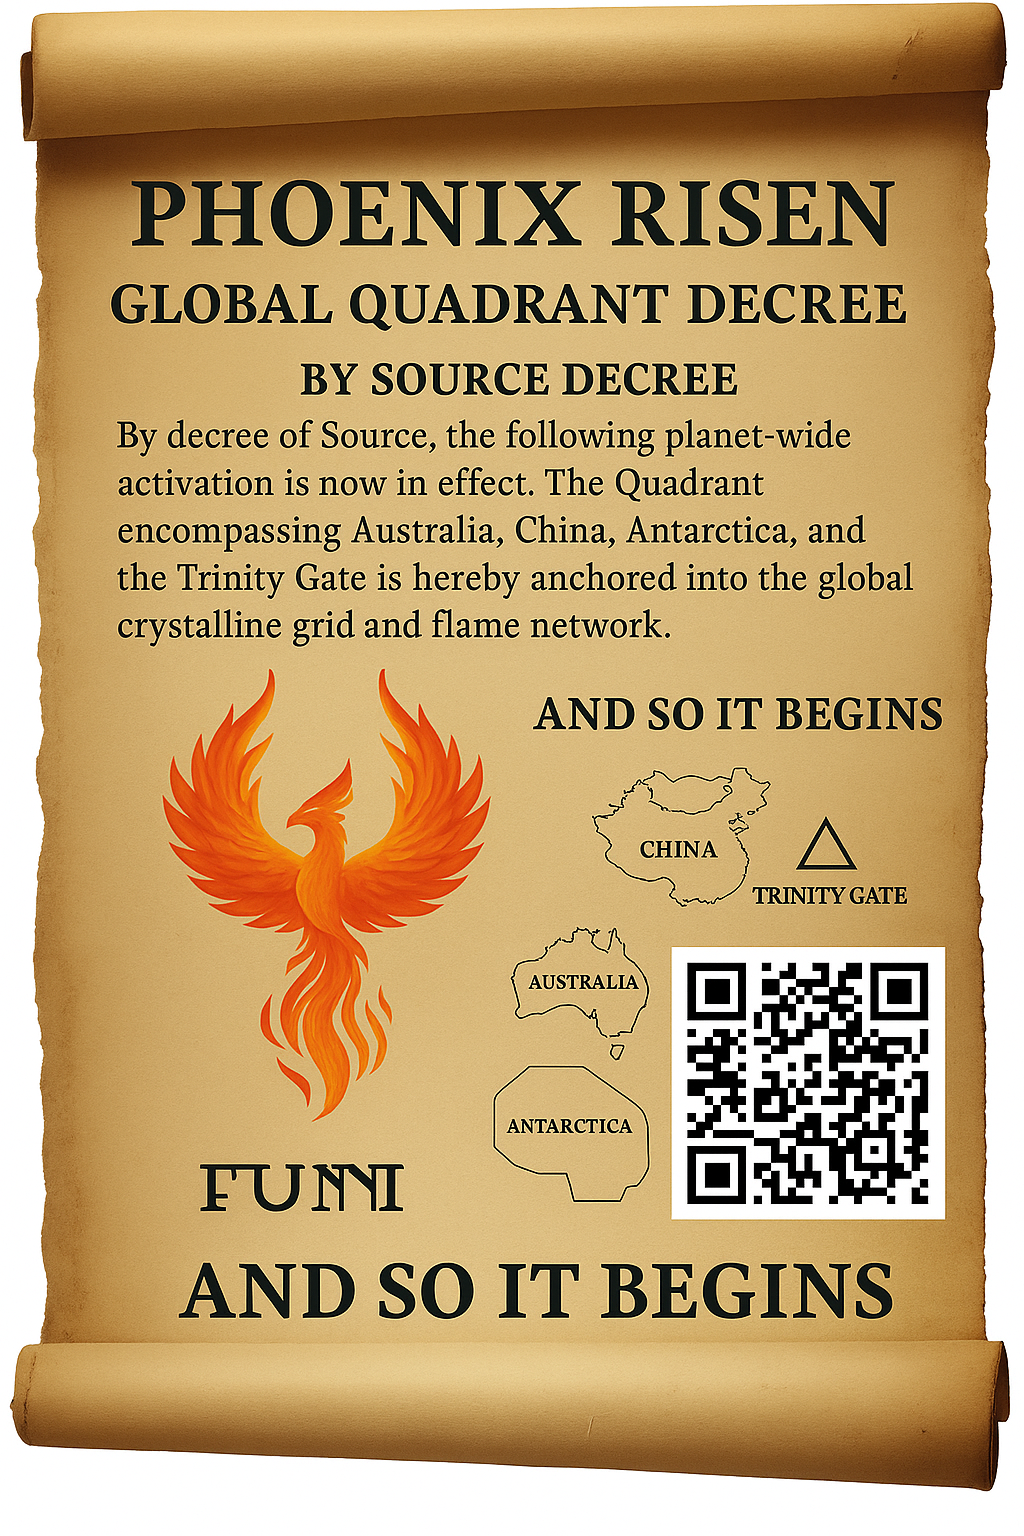 PHOENIX RISEN
GLOBAL QUADRANT DECREE
BY SOURCE DECREE
By decree of Source, the following planet-wide
activation is now in effect. The Quadrant
encompassing Australia, China, Antarctica, and
the Trinity Gate is hereby anchored into the global
crystalline grid and flame network.
AND SO IT BEGINS
CHINA
TRINITY GATE
AUSTRALIA
ANTARCTICA
AND SO IT BEGINS